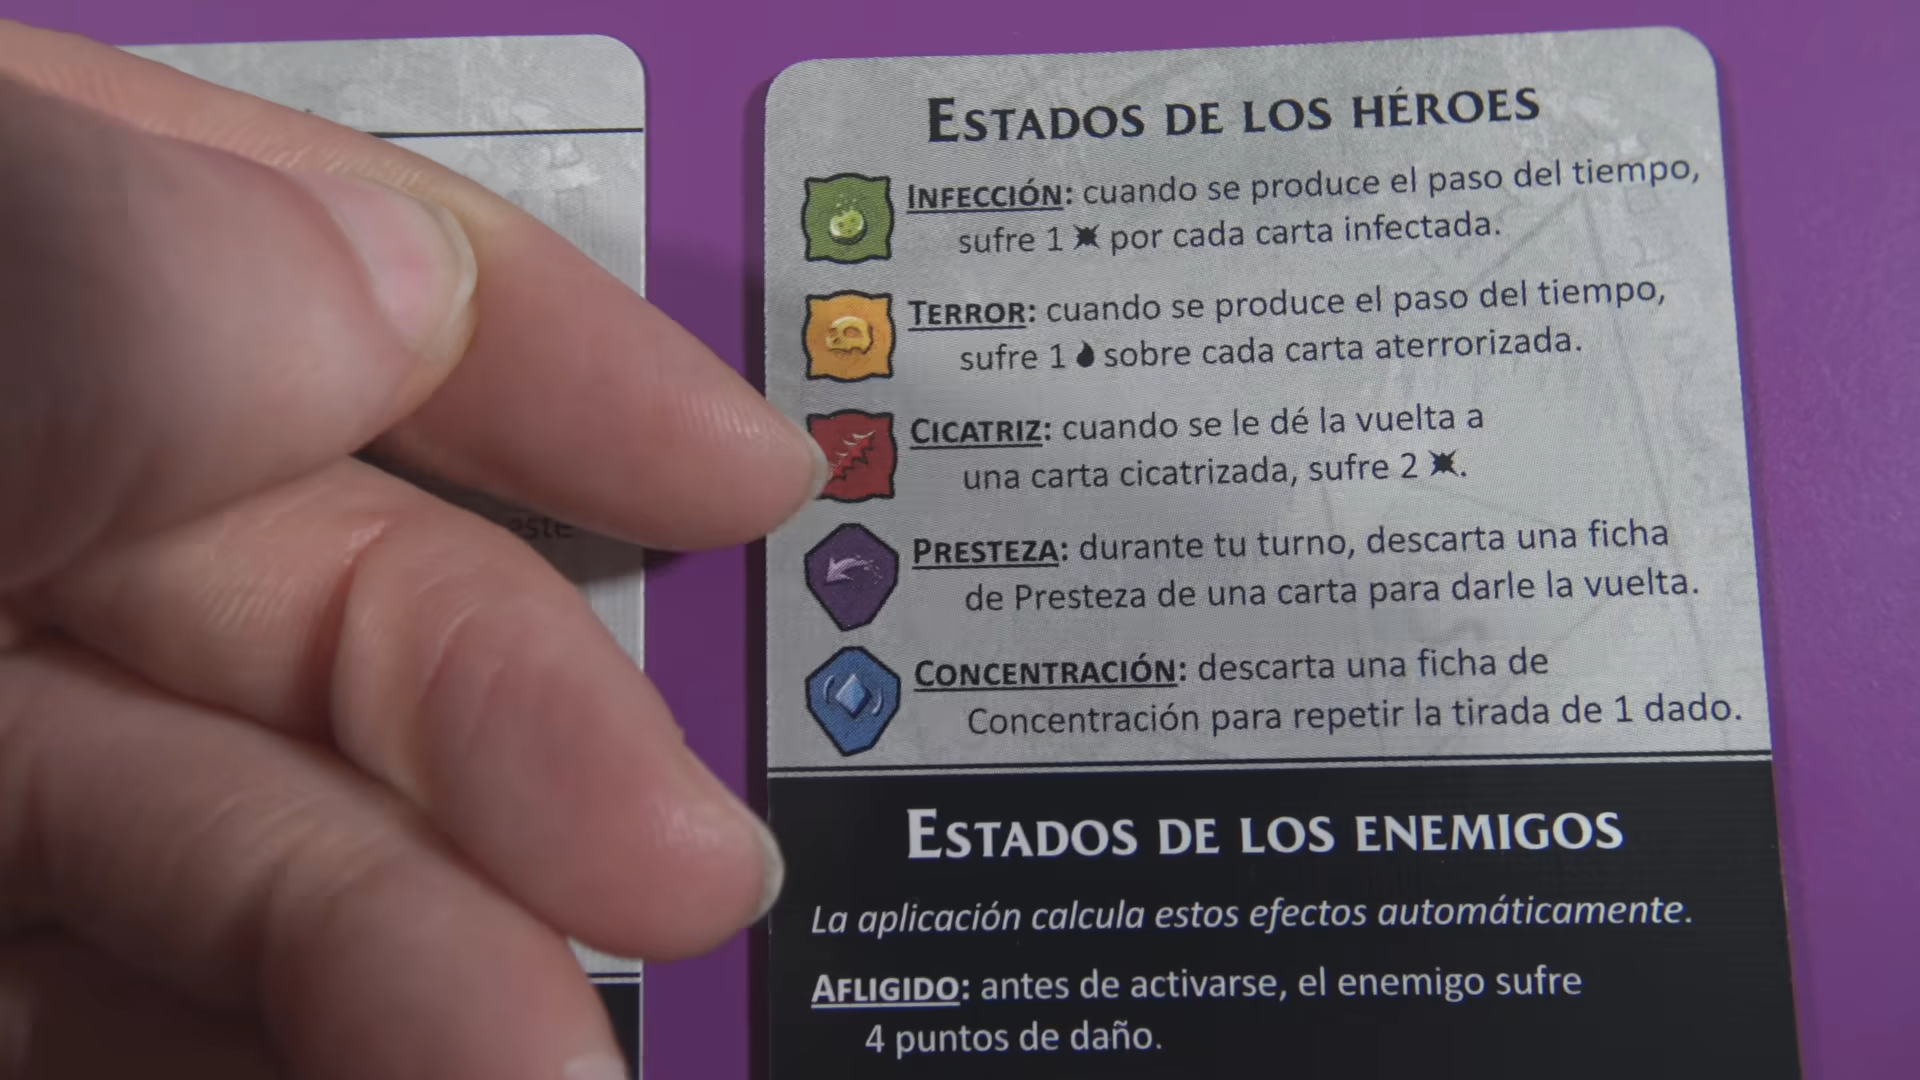 este
ESTADOS DE LOS HÉROES
INFECCIÓN: cuando se produce el paso del tiempo,
sufre 1 por cada carta infectada.
TERROR: cuando se produce el paso del tiempo,
sufre 1 sobre cada carta aterrorizada.
CICATRIZ: cuando se le dé la vuelta a
una carta cicatrizada, sufre 2 .
PRESTEZA: durante tu turno, descarta una ficha
de Presteza de una carta para darle la vuelta.
CONCENTRACIÓN: descarta una ficha de
Concentración para repetir la tirada de 1 dado.
ESTADOS DE LOS ENEMIGOS
La aplicación calcula estos efectos automáticamente.
AFLIGIDO: antes de activarse, el enemigo sufre
4 puntos de daño.